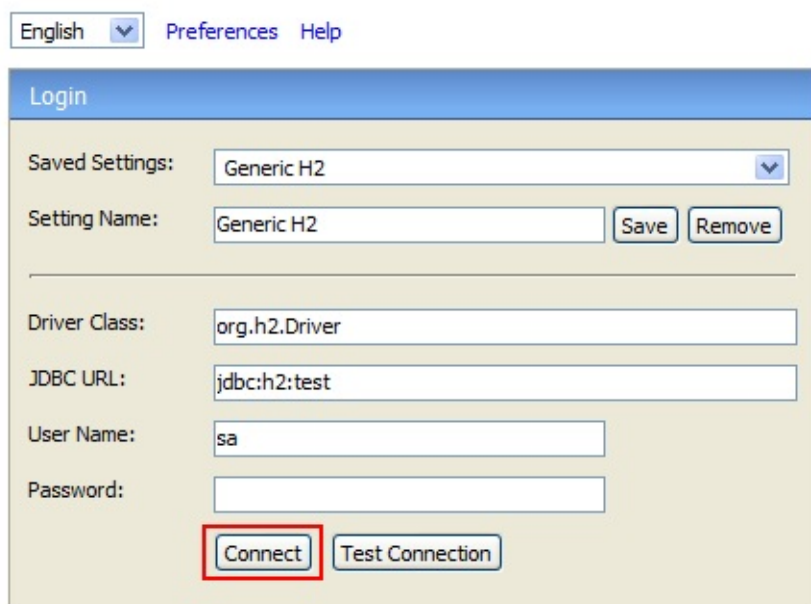 English Preferences Help
Login
Saved Settings: Generic H2
Setting Name: Generic H2 Save Remove
Driver Class: org.h2.Driver
JDBC URL: jdbc:h2:test
User Name: sa
Password:
Connect Test Connection